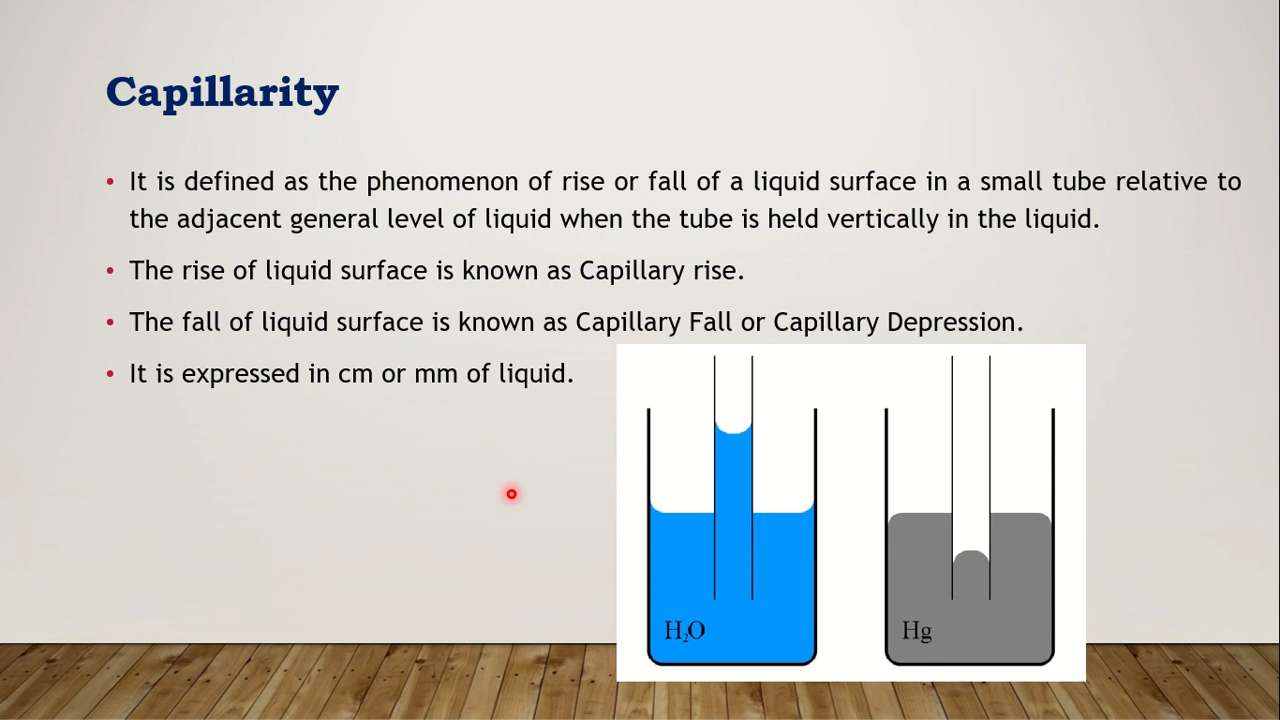 Capillarity
• It is defined as the phenomenon of rise or fall of a liquid surface in a small tube relative to
the adjacent general level of liquid when the tube is held vertically in the liquid.
• The rise of liquid surface is known as Capillary rise.
• The fall of liquid surface is known as Capillary Fall or Capillary Depression.
• It is expressed in cm or mm of liquid.
H₂O
Hg